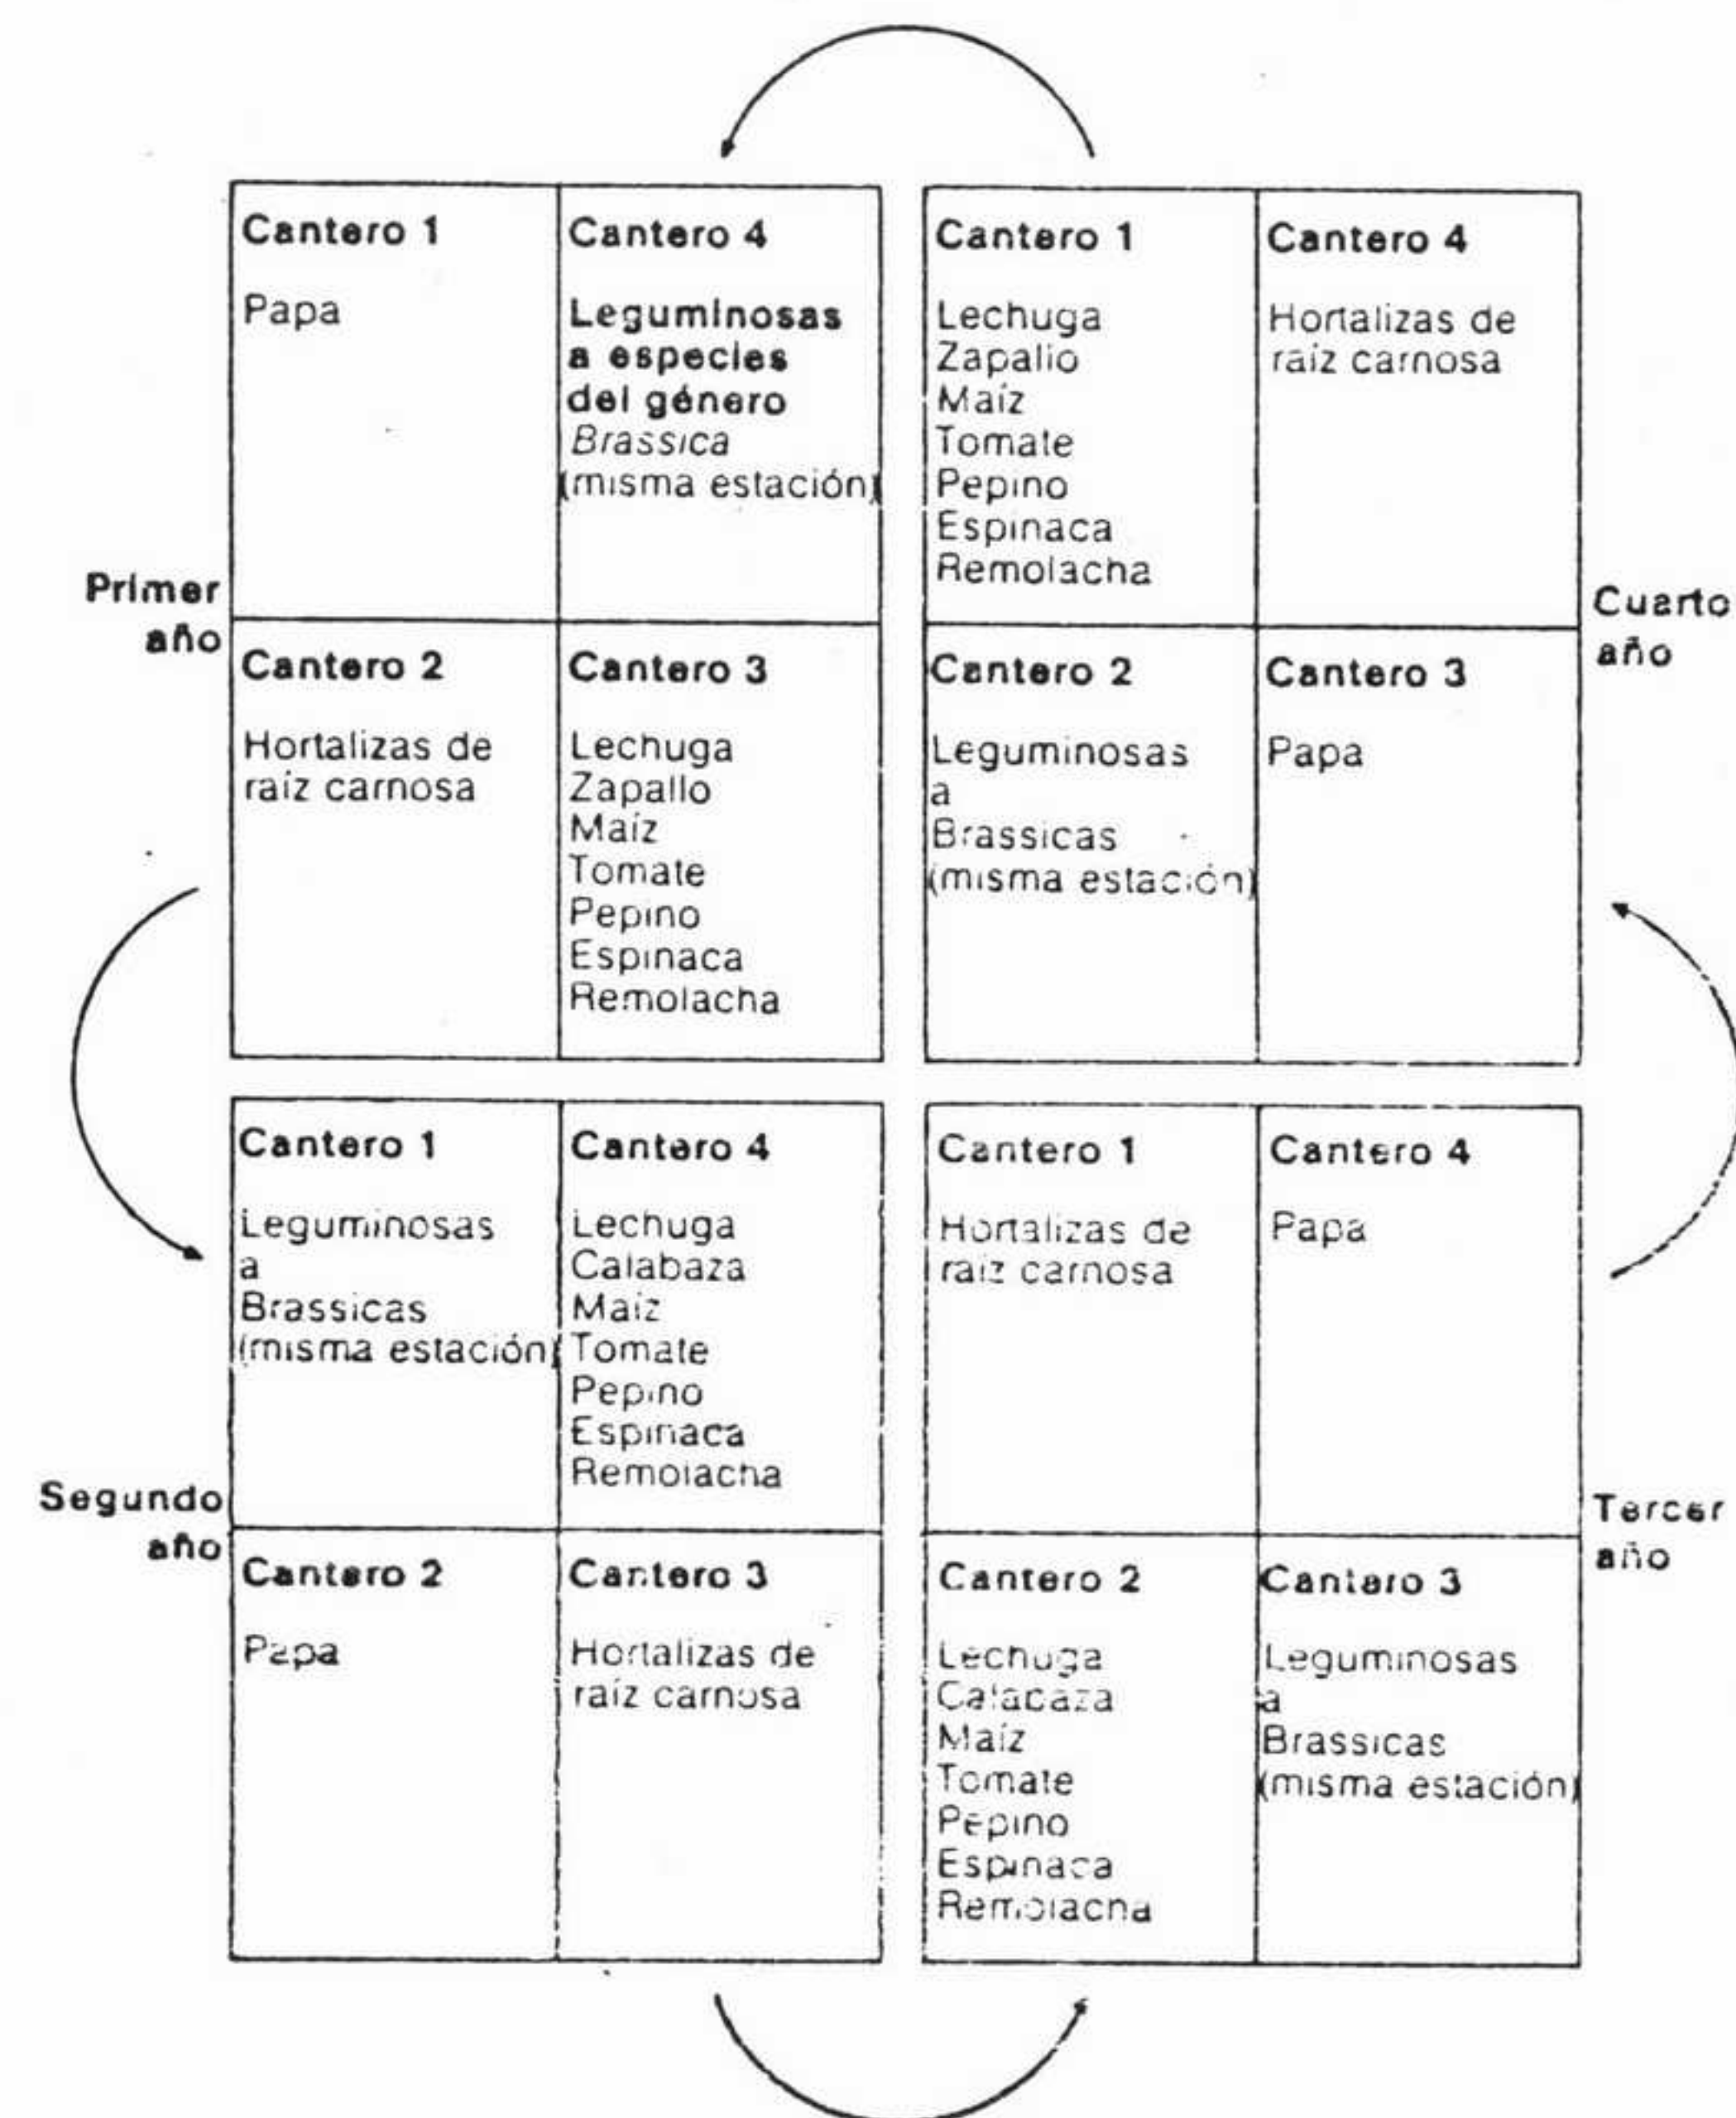 Primer
año
Cantero 1
Papa
Cantero 4
Leguminosas
a especies
del género
Brassica
(misma estación)
Cantero 2
Hortalizas de
raíz carnosa
Cantero 3
Lechuga
Zapallo
Maíz
Tomate
Pepino
Espinaca
Remolacha
Segundo
año
Cantero 1
Leguminosas
a
Brassicas
(misma estación)
Cantero 4
Lechuga
Calabaza
Maíz
Tomate
Pepino
Espinaca
Remolacha
Cantero 2
Papa
Cantero 3
Hortalizas de
raíz carnosa
Tercer
año
Cantero 1
Hortalizas de
raíz carnosa
Cantero 4
Papa
Cantero 2
Lechuga
Calabaza
Maíz
Tomate
Pepino
Espinaca
Remolacha
Cantero 3
Leguminosas
a
Brassicas
(misma estación)
Cuarto
año
Cantero 1
Lechuga
Zapallo
Maíz
Tomate
Pepino
Espinaca
Remolacha
Cantero 4
Hortalizas de
raíz carnosa
Cantero 2
Leguminosas
a
Brassicas
(misma estación)
Cantero 3
Papa